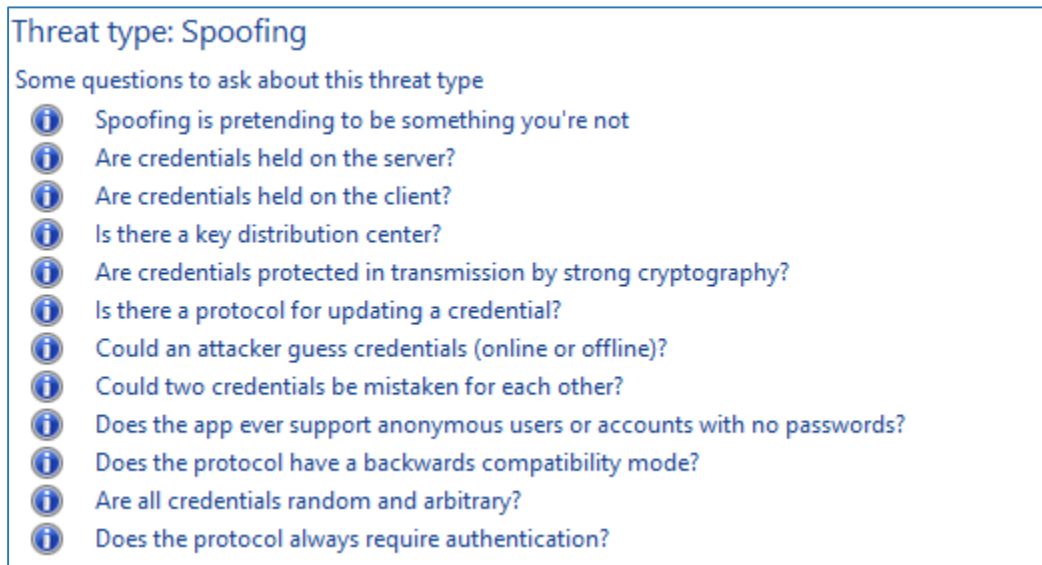 Threat type: Spoofing
Some questions to ask about this threat type
Spoofing is pretending to be something you're not
Are credentials held on the server?
Are credentials held on the client?
Is there a key distribution center?
Are credentials protected in transmission by strong cryptography?
Is there a protocol for updating a credential?
Could an attacker guess credentials (online or offline)?
Could two credentials be mistaken for each other?
Does the app ever support anonymous users or accounts with no passwords?
Does the protocol have a backwards compatibility mode?
Are all credentials random and arbitrary?
Does the protocol always require authentication?